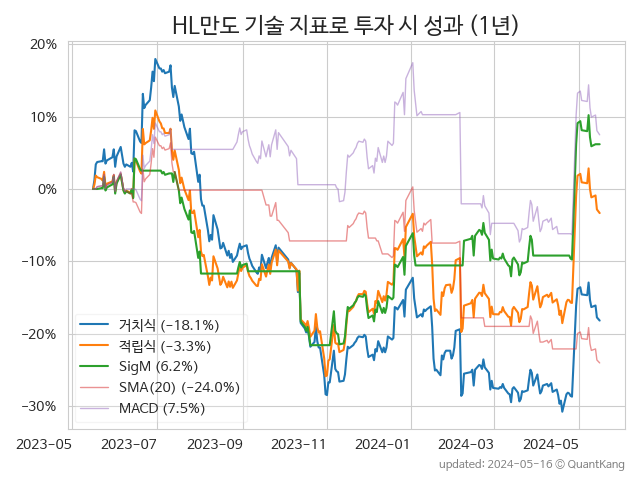 HL만도 기술 지표로 투자 시 성과 (1년)
20%
10%
0%
−10%
−20%
−30%
거치식 (−18.1%)
적립식 (−3.3%)
SigM (6.2%)
SMA(20) (−24.0%)
MACD (7.5%)
2023-05 2023-07 2023-09 2023-11 2024-01 2024-03 2024-05
updated: 2024-05-16 © QuantKang